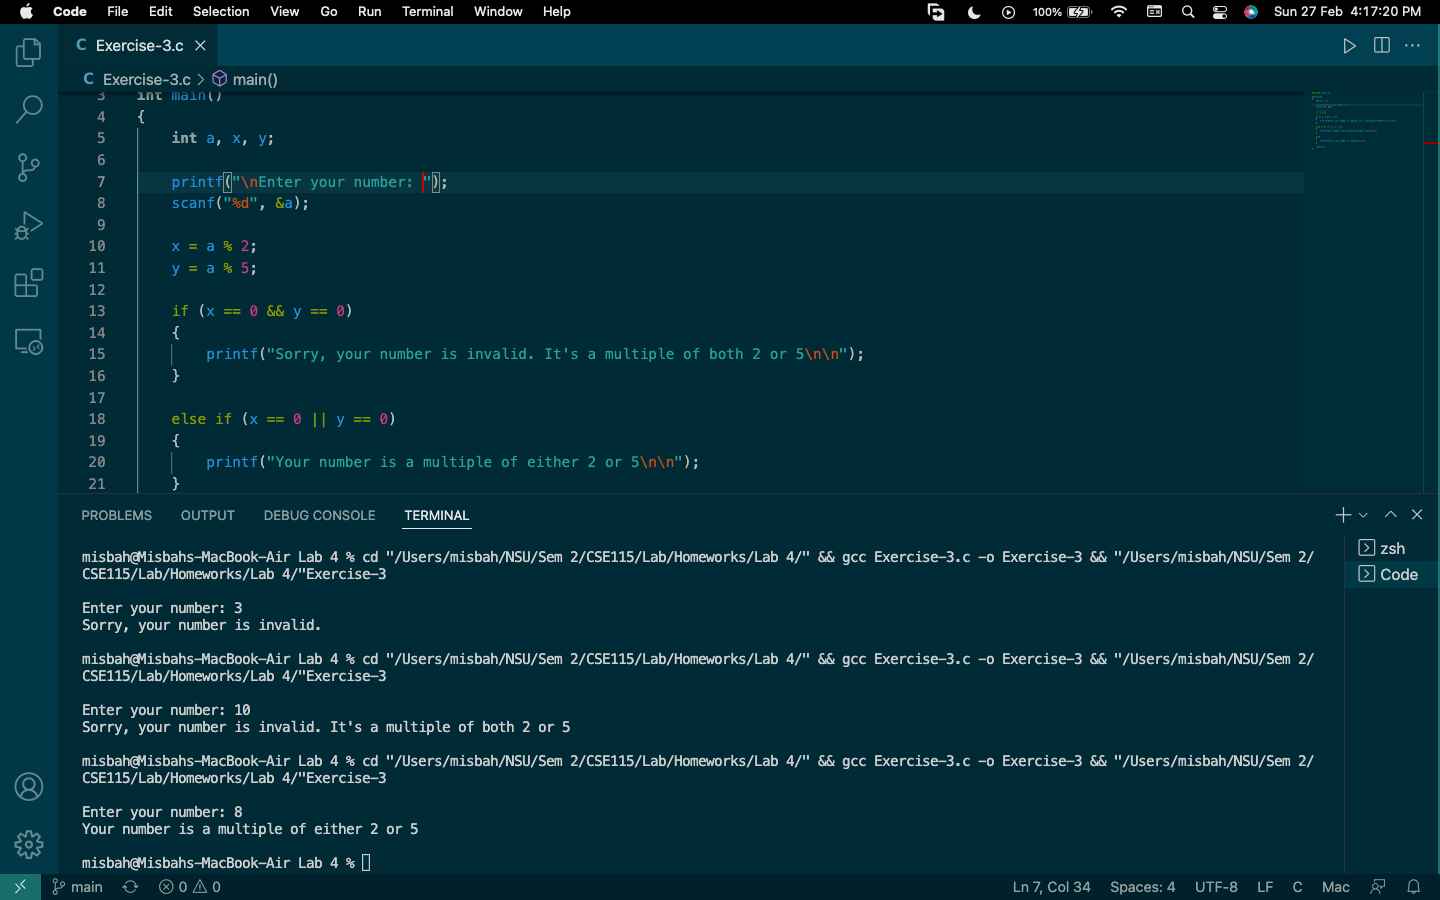 Code File Edit Selection View Go Run Terminal Window Help 100% Sun 27 Feb 4:17:20 PM
C Exercise-3.c
C Exercise-3.c > main()
3 int main()
4 {
5 int a, x, y;
6
7 printf("\nEnter your number: ");
8 scanf("%d", &a);
9
10 x = a % 2;
11 y = a % 5;
12
13 if (x == 0 && y == 0)
14 {
15 printf("Sorry, your number is invalid. It's a multiple of both 2 or 5\n\n");
16 }
17
18 else if (x == 0 || y == 0)
19 {
20 printf("Your number is a multiple of either 2 or 5\n\n");
21 }
PROBLEMS OUTPUT DEBUG CONSOLE TERMINAL
zsh
Code
misbah@Misbahs-MacBook-Air Lab 4 % cd "/Users/misbah/NSU/Sem 2/CSE115/Lab/Homeworks/Lab 4/" && gcc Exercise-3.c -o Exercise-3 && "/Users/misbah/NSU/Sem 2/
CSE115/Lab/Homeworks/Lab 4/"Exercise-3
Enter your number: 3
Sorry, your number is invalid.
misbah@Misbahs-MacBook-Air Lab 4 % cd "/Users/misbah/NSU/Sem 2/CSE115/Lab/Homeworks/Lab 4/" && gcc Exercise-3.c -o Exercise-3 && "/Users/misbah/NSU/Sem 2/
CSE115/Lab/Homeworks/Lab 4/"Exercise-3
Enter your number: 10
Sorry, your number is invalid. It's a multiple of both 2 or 5
misbah@Misbahs-MacBook-Air Lab 4 % cd "/Users/misbah/NSU/Sem 2/CSE115/Lab/Homeworks/Lab 4/" && gcc Exercise-3.c -o Exercise-3 && "/Users/misbah/NSU/Sem 2/
CSE115/Lab/Homeworks/Lab 4/"Exercise-3
Enter your number: 8
Your number is a multiple of either 2 or 5
misbah@Misbahs-MacBook-Air Lab 4 %
main 0 0 Ln 7, Col 34 Spaces: 4 UTF-8 LF C Mac